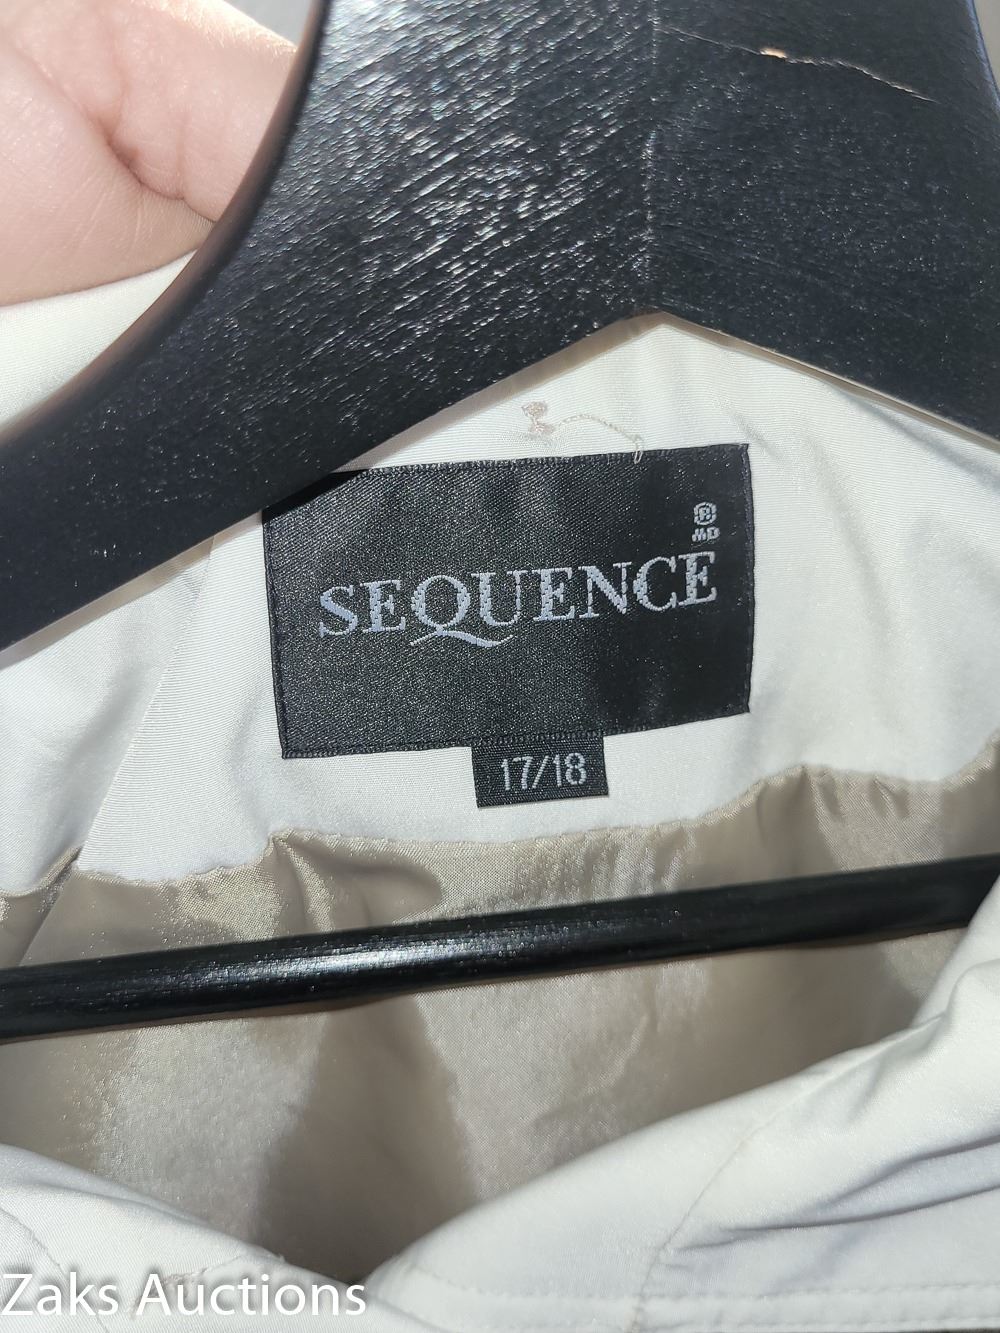 ®
MD
SEQUENCE
17/18
Zaks Auctions